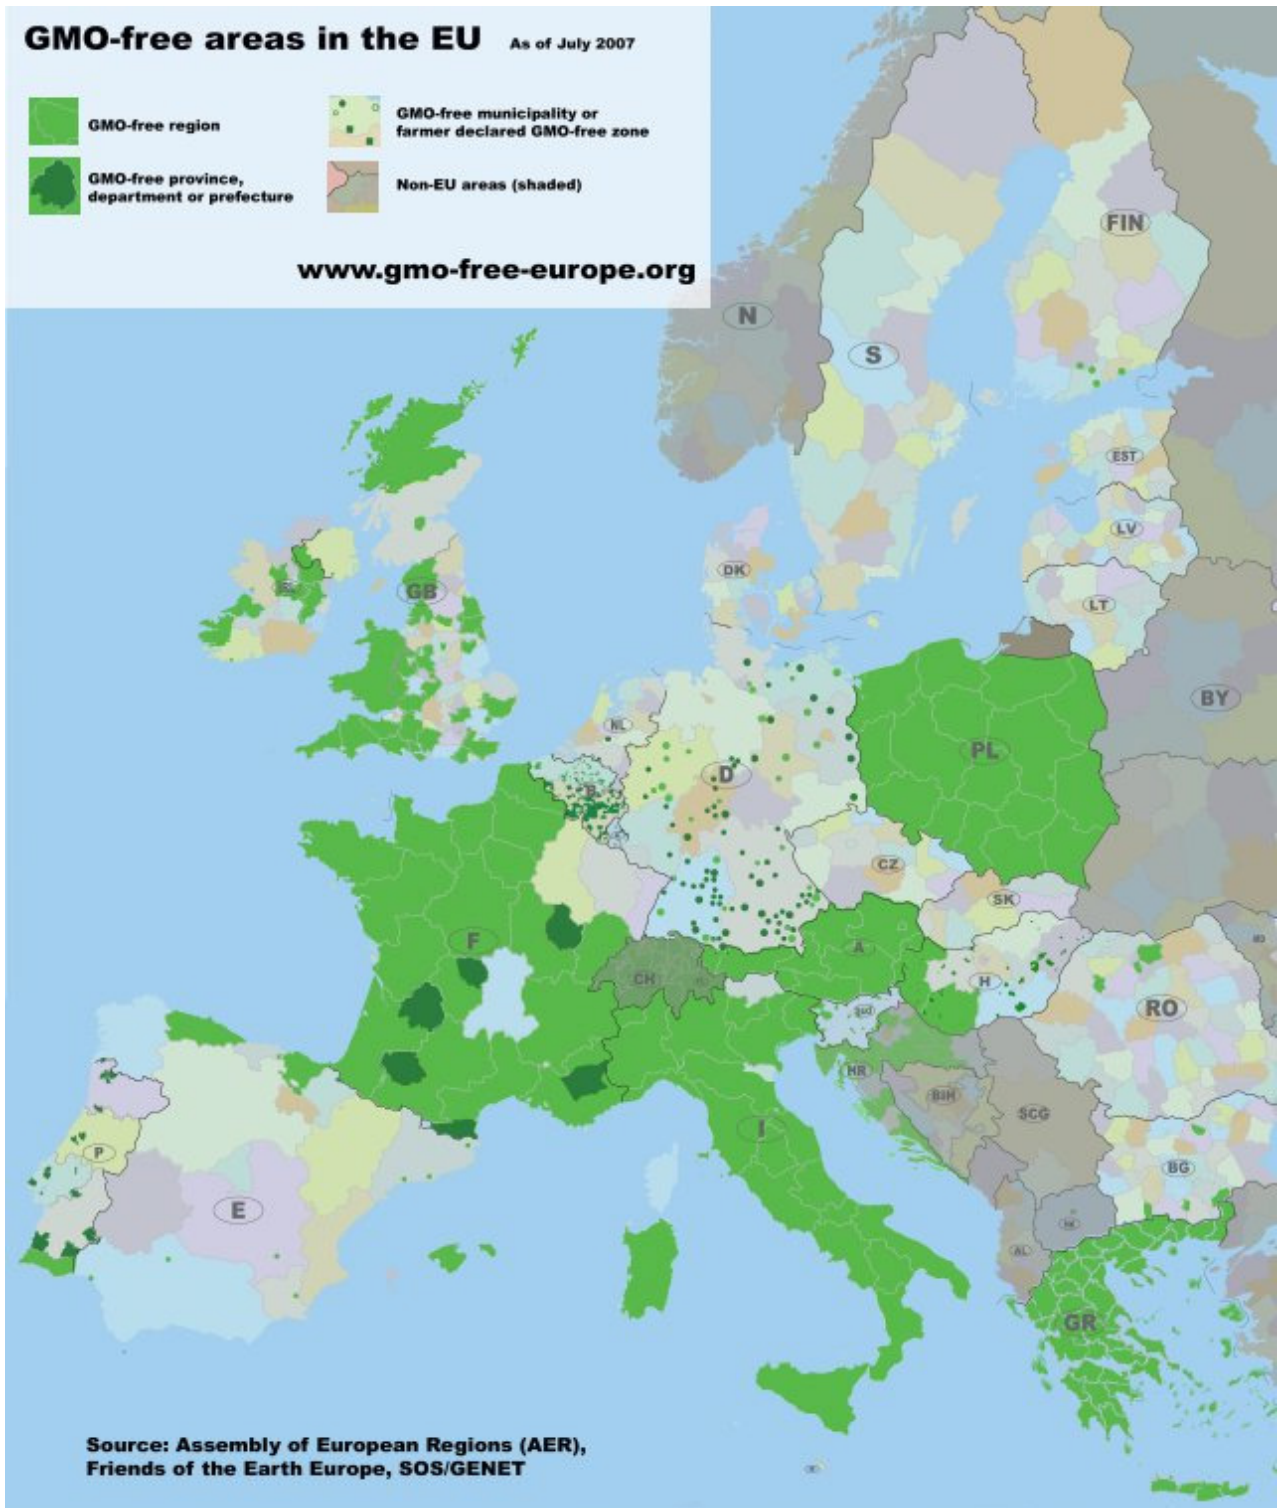 GMO-free areas in the EU As of July 2007
GMO-free region
GMO-free municipality or
farmer declared GMO-free zone
GMO-free province,
department or prefecture
Non-EU areas (shaded)
www.gmo-free-europe.org
FIN
N
S
EST
LV
DK
LT
GB
BY
NL
PL
D
B
CZ
SK
F
A
CH
H
RO
HR
BIH
SCG
I
P
BG
E
AL
GR
Source: Assembly of European Regions (AER),
Friends of the Earth Europe, SOS/GENET